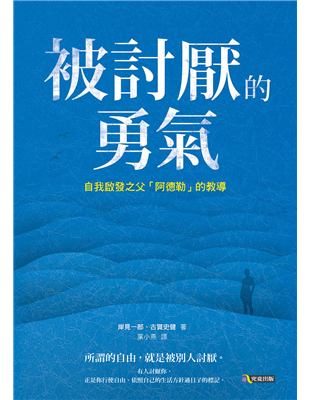 被討厭的
勇氣
自我啟發之父「阿德勒」的教導
岸見一郎、古賀史健 著
葉小燕 譯
所謂的自由，就是被別人討厭。
有人討厭你，
正是你行使自由，依照自己的生活方針過日子的標記。
究竟出版